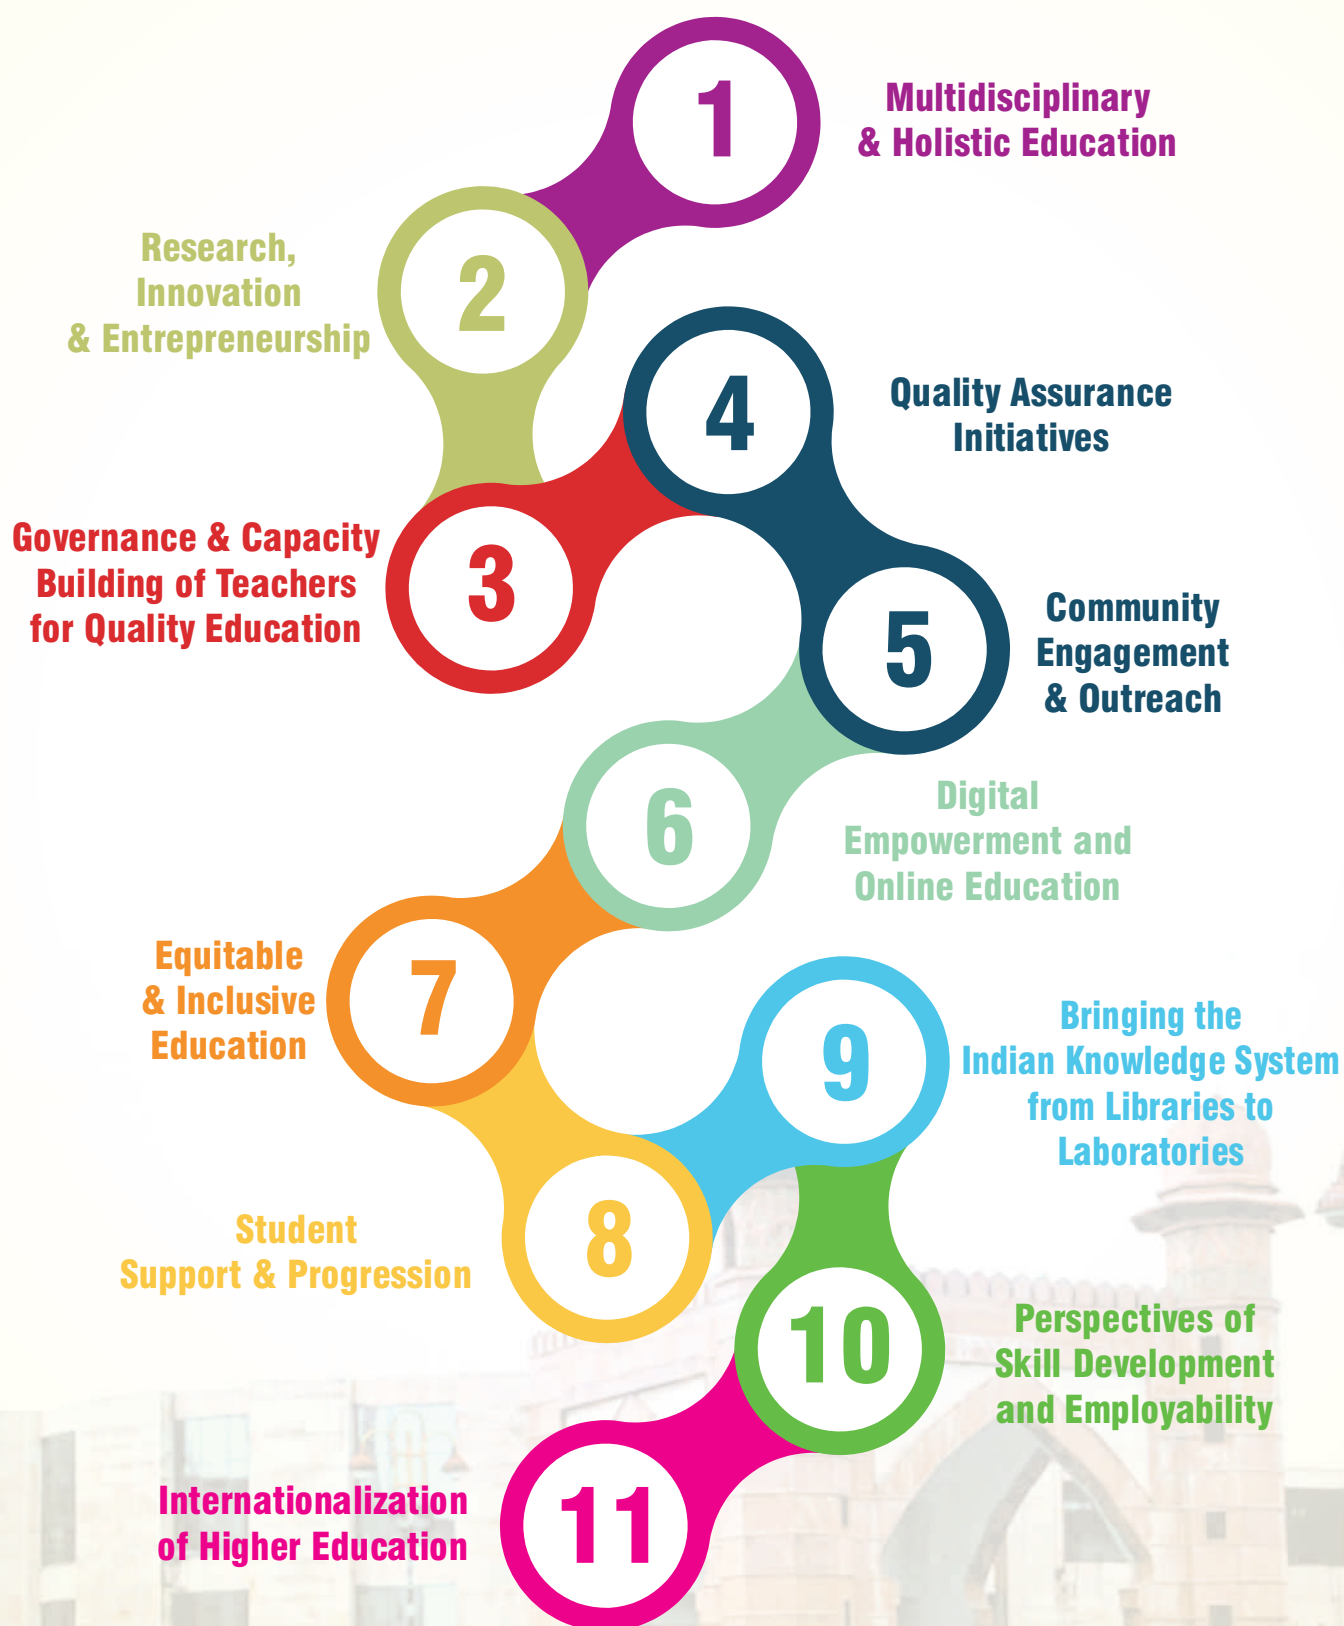 1
Multidisciplinary
& Holistic Education
2
Research,
Innovation
& Entrepreneurship
3
Governance & Capacity
Building of Teachers
for Quality Education
4
Quality Assurance
Initiatives
5
Community
Engagement
& Outreach
6
Digital
Empowerment and
Online Education
7
Equitable
& Inclusive
Education
8
Student
Support & Progression
9
Bringing the
Indian Knowledge System
from Libraries to
Laboratories
10
Perspectives of
Skill Development
and Employability
11
Internationalization
of Higher Education